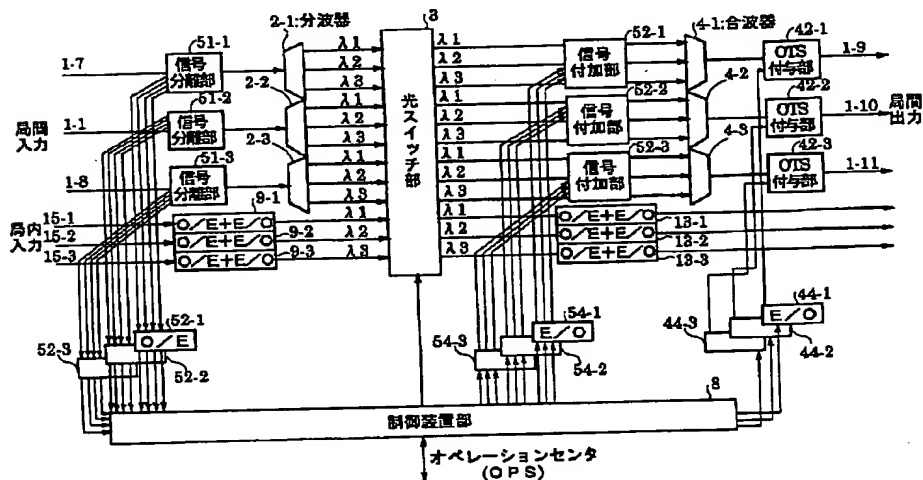 2-1:分波器
3
51-1
信号
分離部
1-7
λ1
λ2
λ3
52-1
4-1:合波器
信号
付加部
42-1
OTS
付与部
1-9
51-2
信号
分離部
2-2
局間
入力
1-1
λ1
λ2
λ3
光スイッチ部
λ1
λ2
λ3
52-2
信号
付加部
4-2
42-2
OTS
付与部
1-10
局間
出力
51-3
信号
分離部
2-3
1-8
λ1
λ2
λ3
λ1
λ2
λ3
52-3
信号
付加部
4-3
42-3
OTS
付与部
1-11
局内
入力
15-1
15-2
15-3
9-1
O/E+E/O
9-2
O/E+E/O
9-3
O/E+E/O
λ1
λ2
λ3
λ1
λ2
λ3
λ1
λ2
λ3
O/E+E/O
13-1
O/E+E/O
13-2
O/E+E/O
13-3
52-1
O/E
52-2
52-3
54-1
E/O
54-2
54-3
44-1
E/O
44-2
44-3
8
制御装置部
オペレーションセンタ
(OPS)